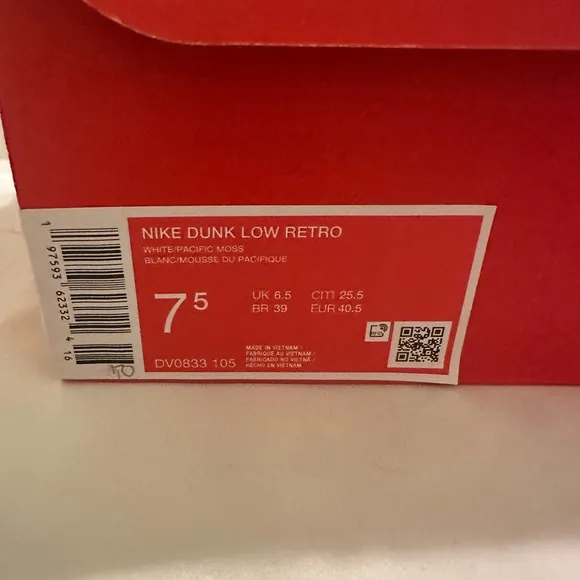 NIKE DUNK LOW RETRO
WHITE/PACIFIC MOSS
BLANC/MOUSSE DU PACIFIQUE
7 5
UK 6.5 CM 25.5
BR 39 EUR 40.5
DV0833 105
MADE IN VIETNAM /
FABRIQUÉ AU VIETNAM /
FABRICADO NO VIETNÃ /
HECHO EN VIETNAM
1 97593 62332 4 16